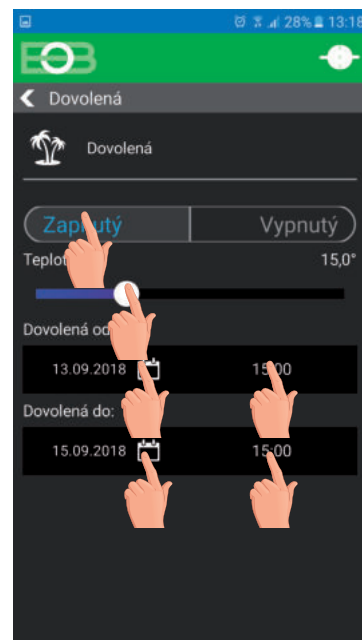 28% 13:18
EOB
Dovolená
Dovolená
Zapnutý Vypnutý
15,0°
Dovolená od
13.09.2018 15:00
Dovolená do:
15.09.2018 15:00